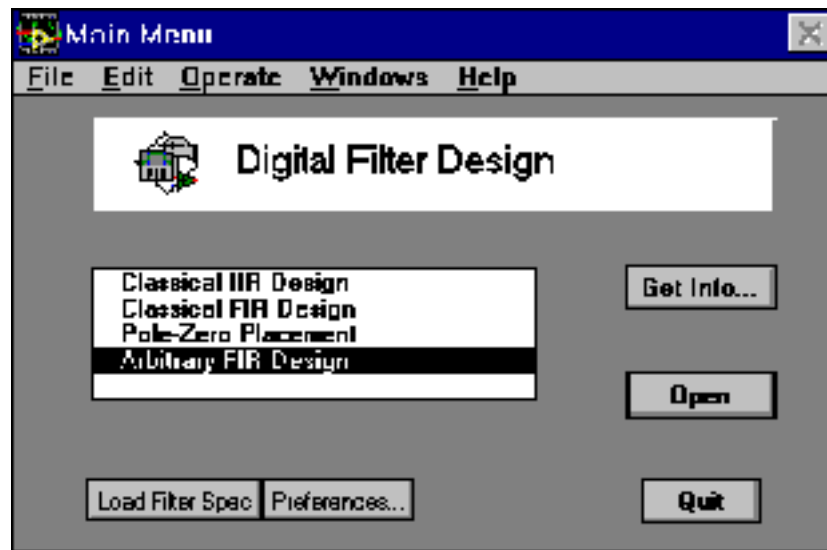 Main Menu
File Edit Operate Windows Help
Digital Filter Design
Classical IIR Design
Classical FIR Design
Pole-Zero Placement
Arbitrary FIR Design
Get Info...
Open
Load Filter Spec Preferences...
Quit